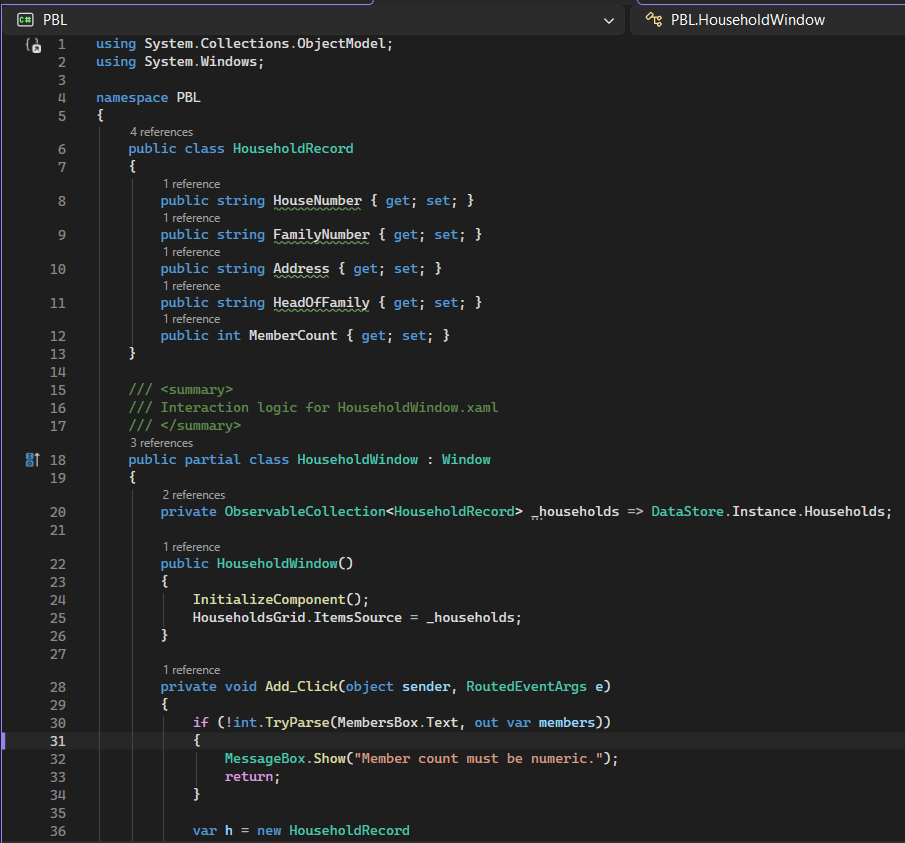 C# PBL PBL.HouseholdWindow
1 using System.Collections.ObjectModel;
2 using System.Windows;
3
4 namespace PBL
5 {
4 references
6 public class HouseholdRecord
7 {
1 reference
8 public string HouseNumber { get; set; }
1 reference
9 public string FamilyNumber { get; set; }
1 reference
10 public string Address { get; set; }
1 reference
11 public string HeadOfFamily { get; set; }
1 reference
12 public int MemberCount { get; set; }
13 }
14
15 /// <summary>
16 /// Interaction logic for HouseholdWindow.xaml
17 /// </summary>
3 references
18 public partial class HouseholdWindow : Window
19 {
2 references
20 private ObservableCollection<HouseholdRecord> _households => DataStore.Instance.Households;
21
1 reference
22 public HouseholdWindow()
23 {
24 InitializeComponent();
25 HouseholdsGrid.ItemsSource = _households;
26 }
27
1 reference
28 private void Add_Click(object sender, RoutedEventArgs e)
29 {
30 if (!int.TryParse(MembersBox.Text, out var members))
31 {
32 MessageBox.Show("Member count must be numeric.");
33 return;
34 }
35
36 var h = new HouseholdRecord